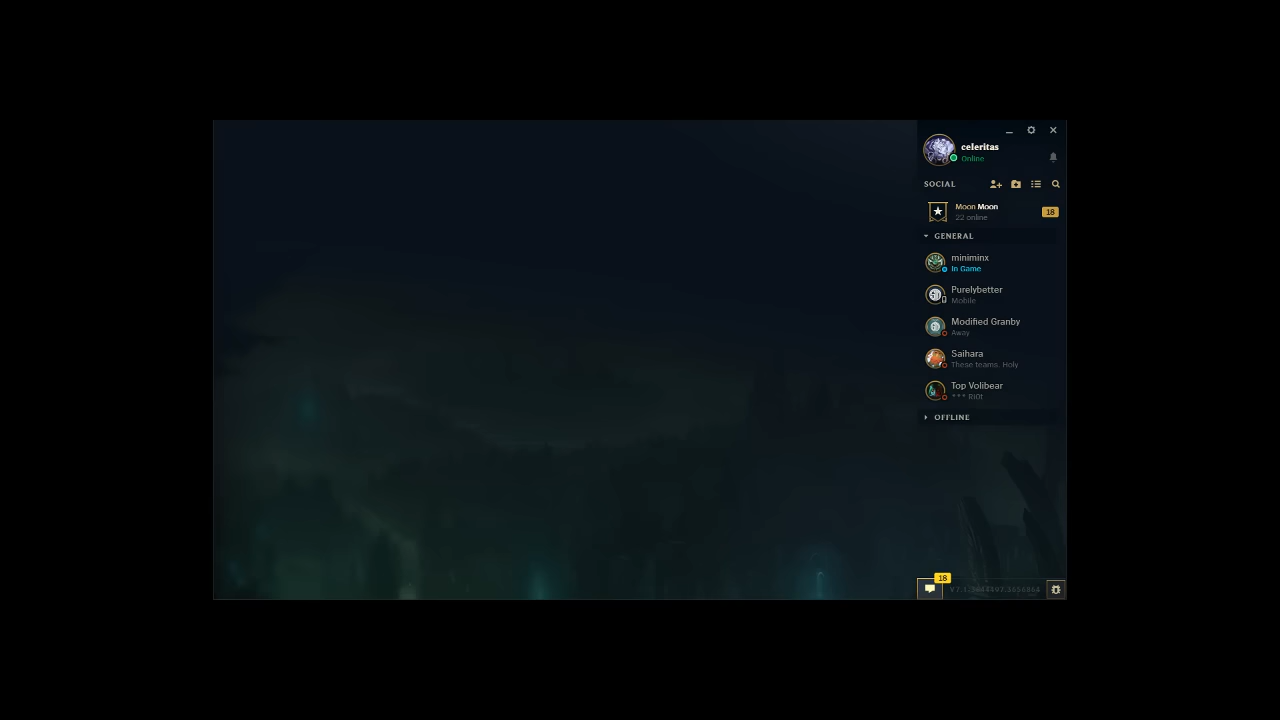 celeritas
Online
SOCIAL
Moon Moon
22 online
18
GENERAL
miniminx
In Game
Purelybetter
Mobile
Modified Granby
Away
Saihara
These teams. Holy
Top Volibear
*** Ri0t
OFFLINE
18